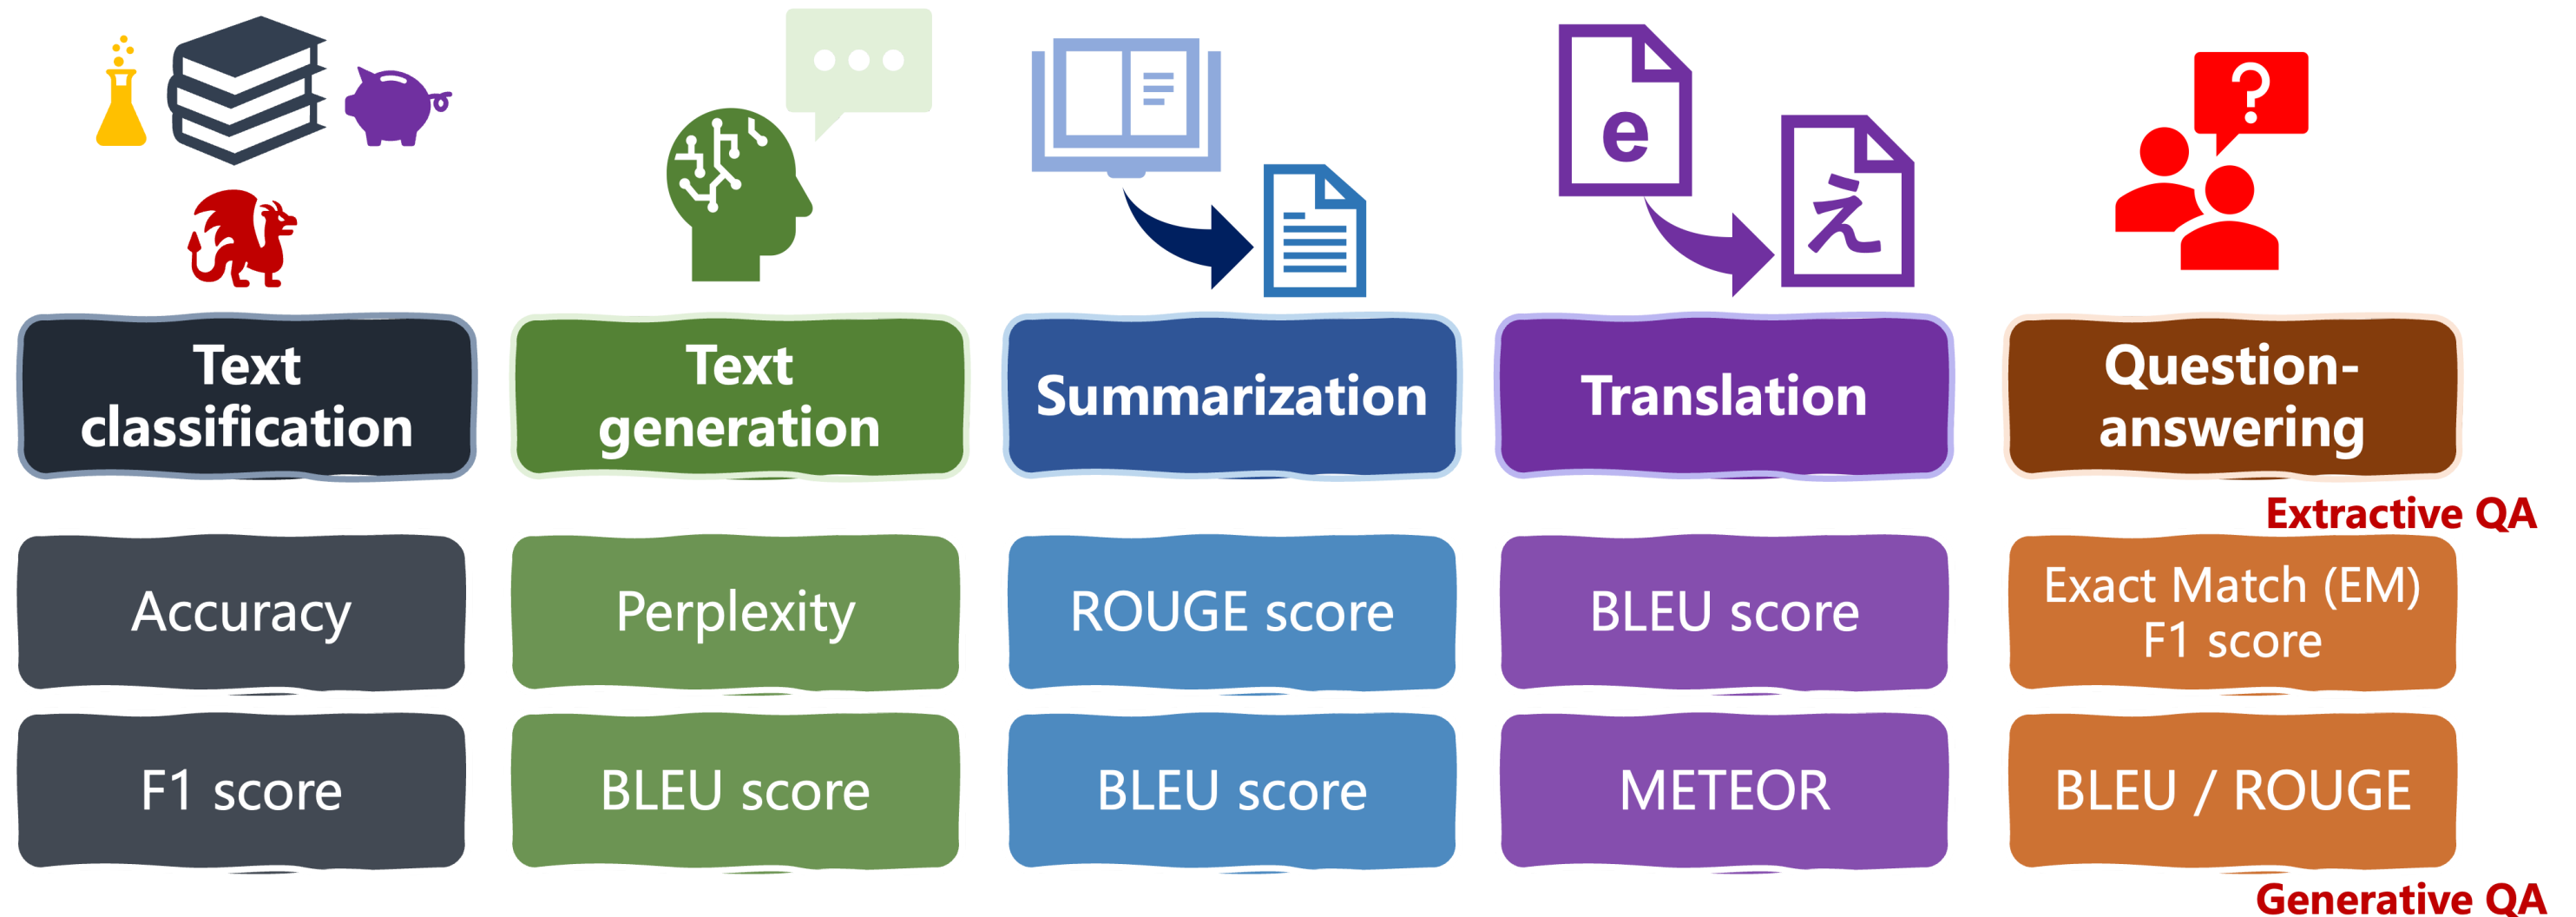 e
え
?
Text
classification
Text
generation
Summarization
Translation
Question-
answering
Extractive QA
Accuracy
Perplexity
ROUGE score
BLEU score
Exact Match (EM)
F1 score
F1 score
BLEU score
BLEU score
METEOR
BLEU / ROUGE
Generative QA